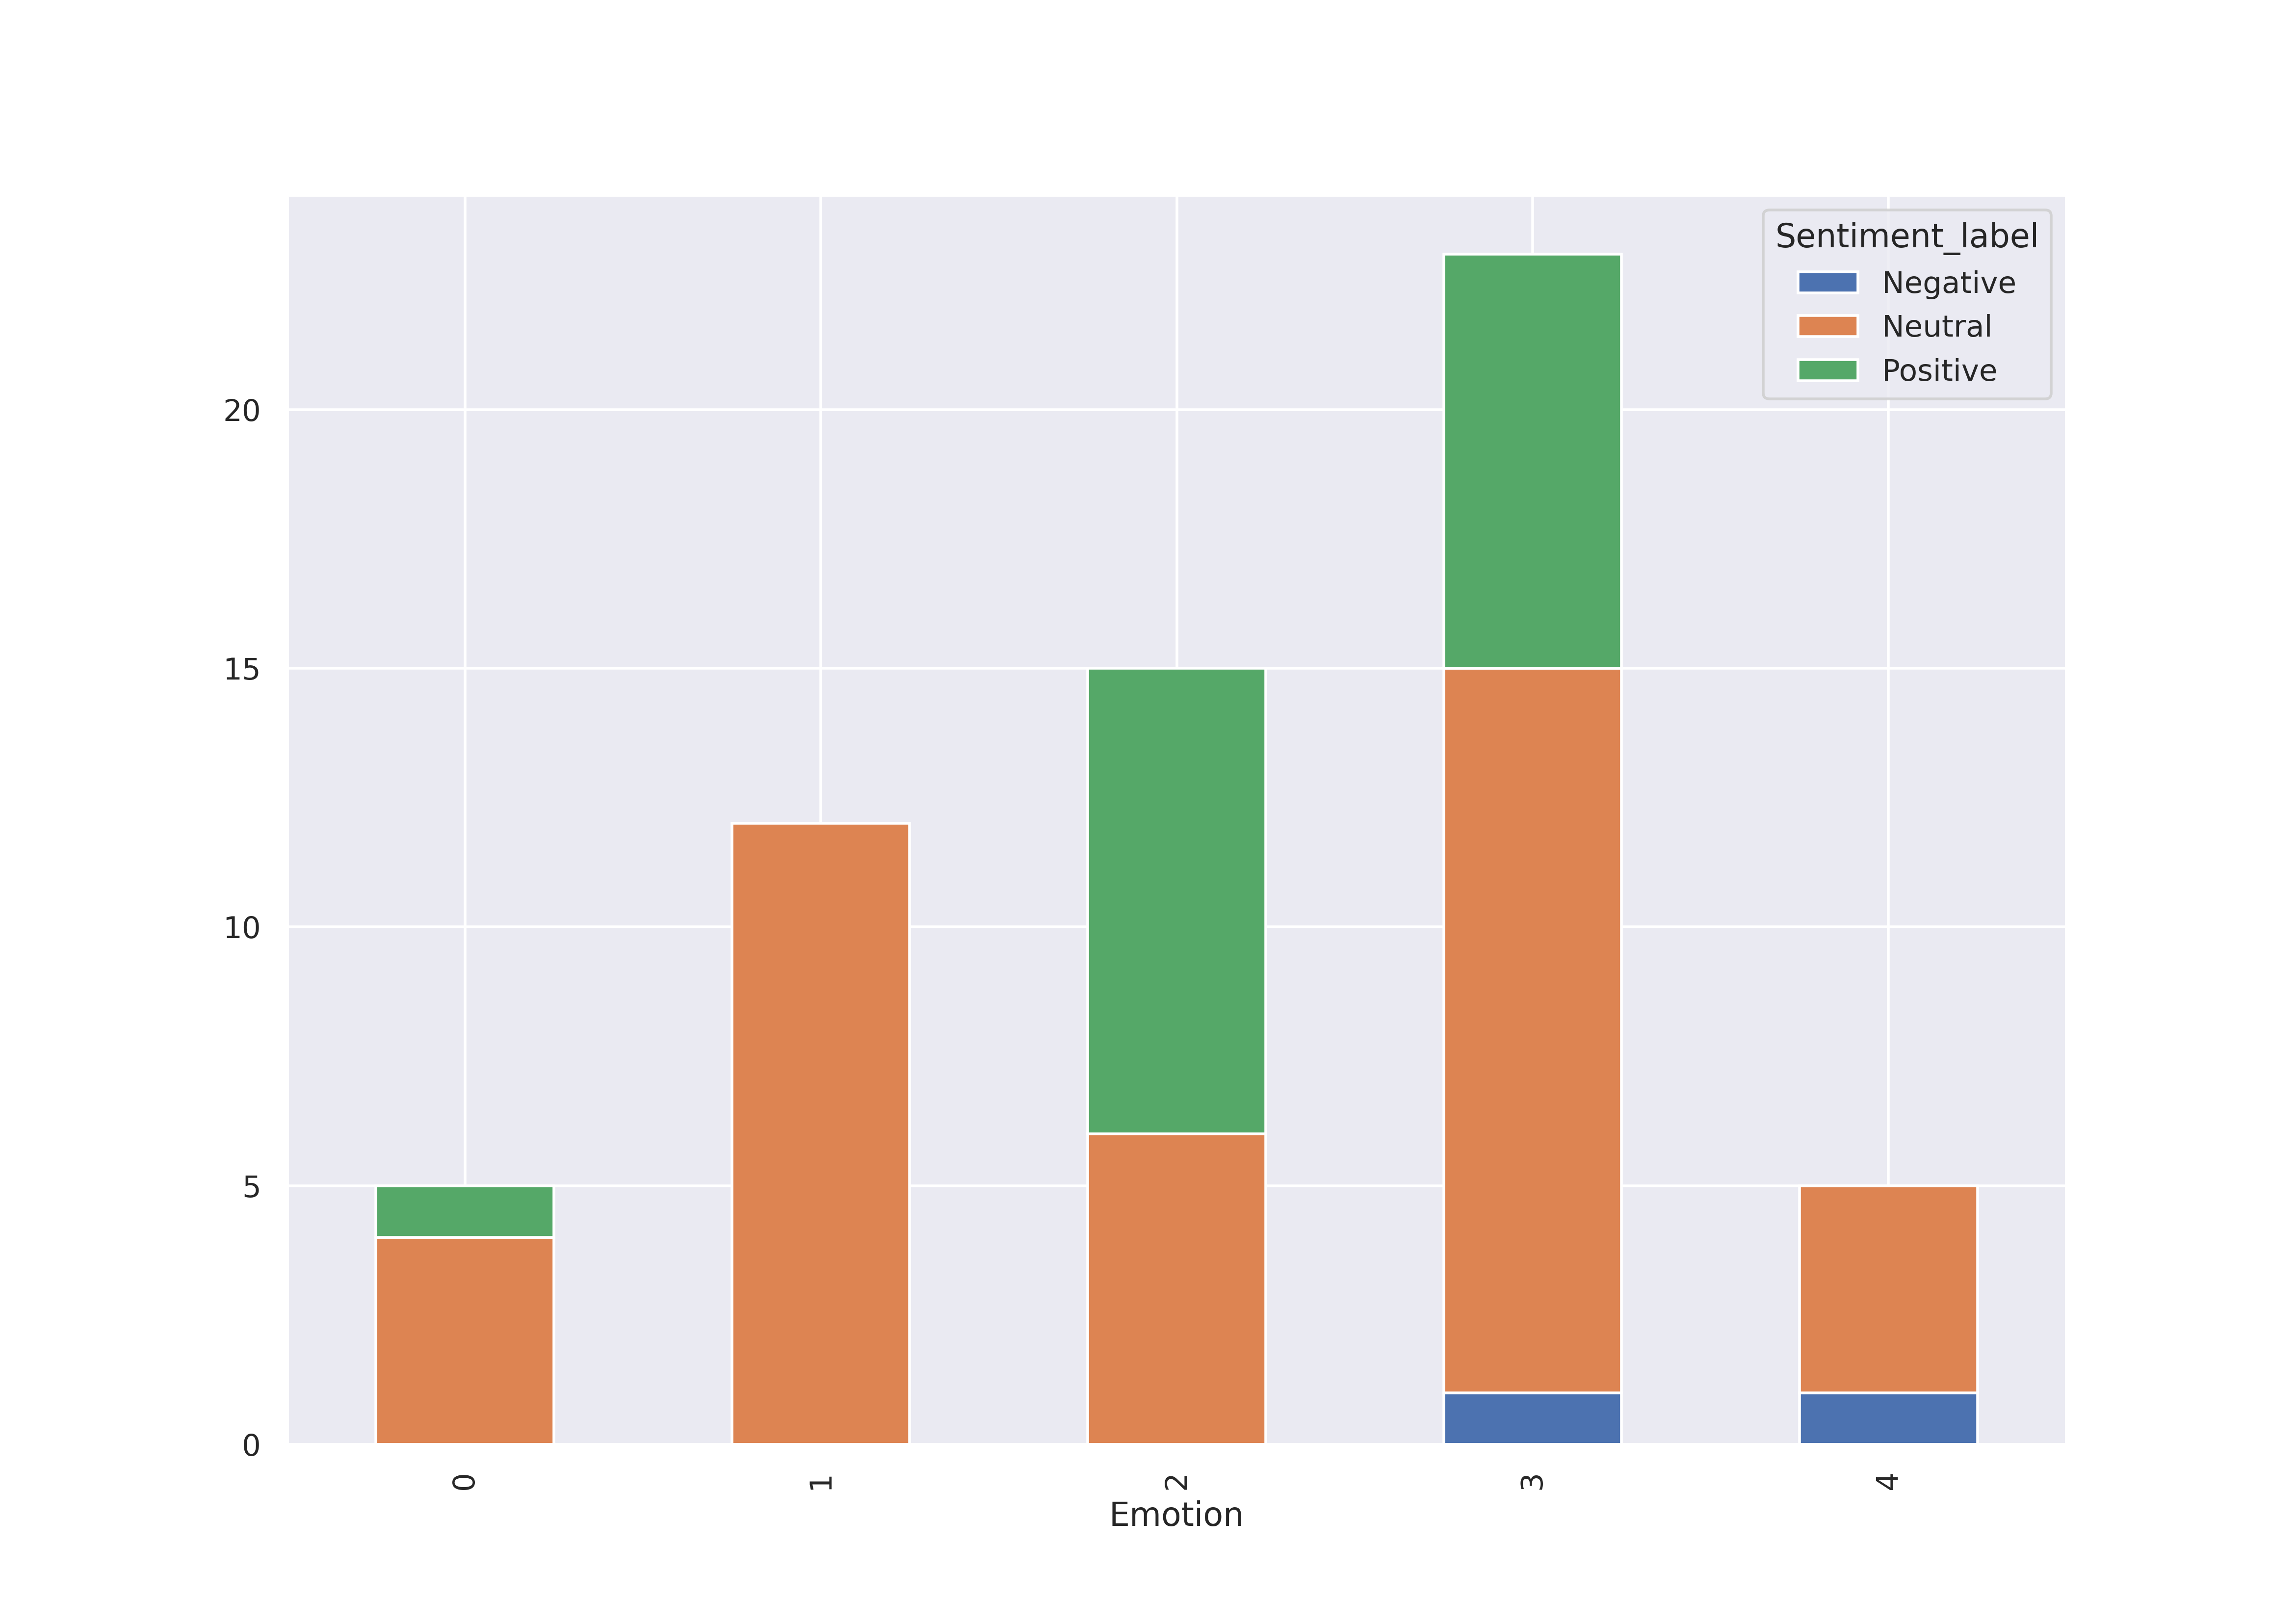 Sentiment_label
Negative
Neutral
Positive
20
15
10
5
0
0 1 2 3 4
Emotion